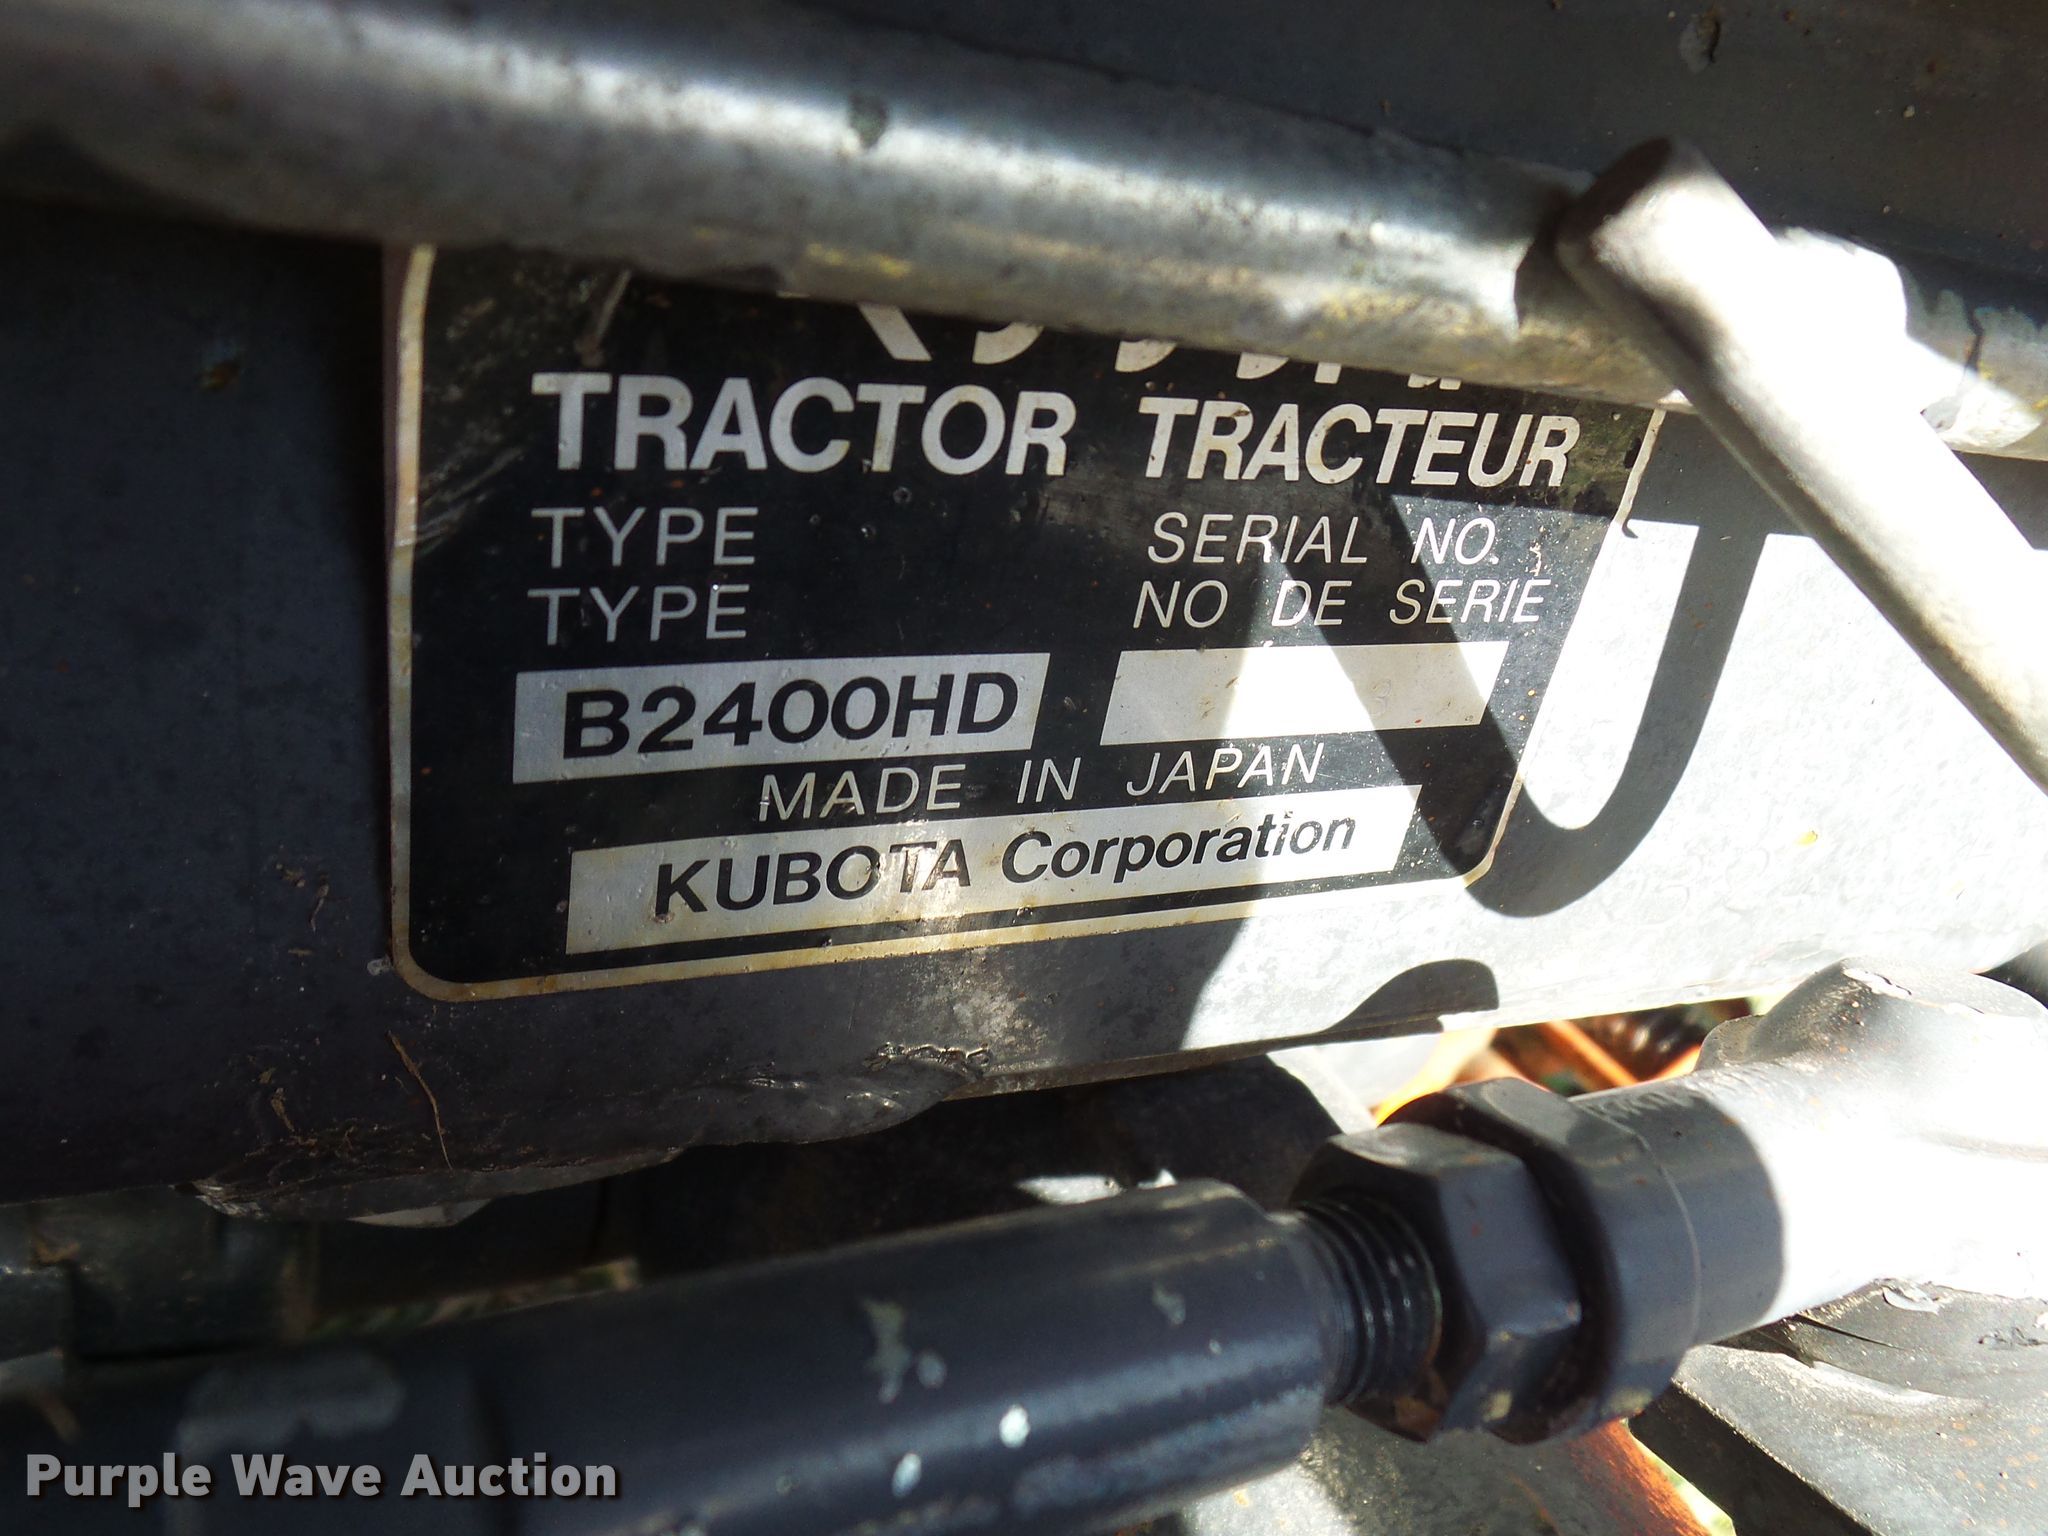 TRACTOR TRACTEUR
TYPE SERIAL NO.
TYPE NO DE SERIE
B2400HD
MADE IN JAPAN
KUBOTA Corporation
Purple Wave Auction